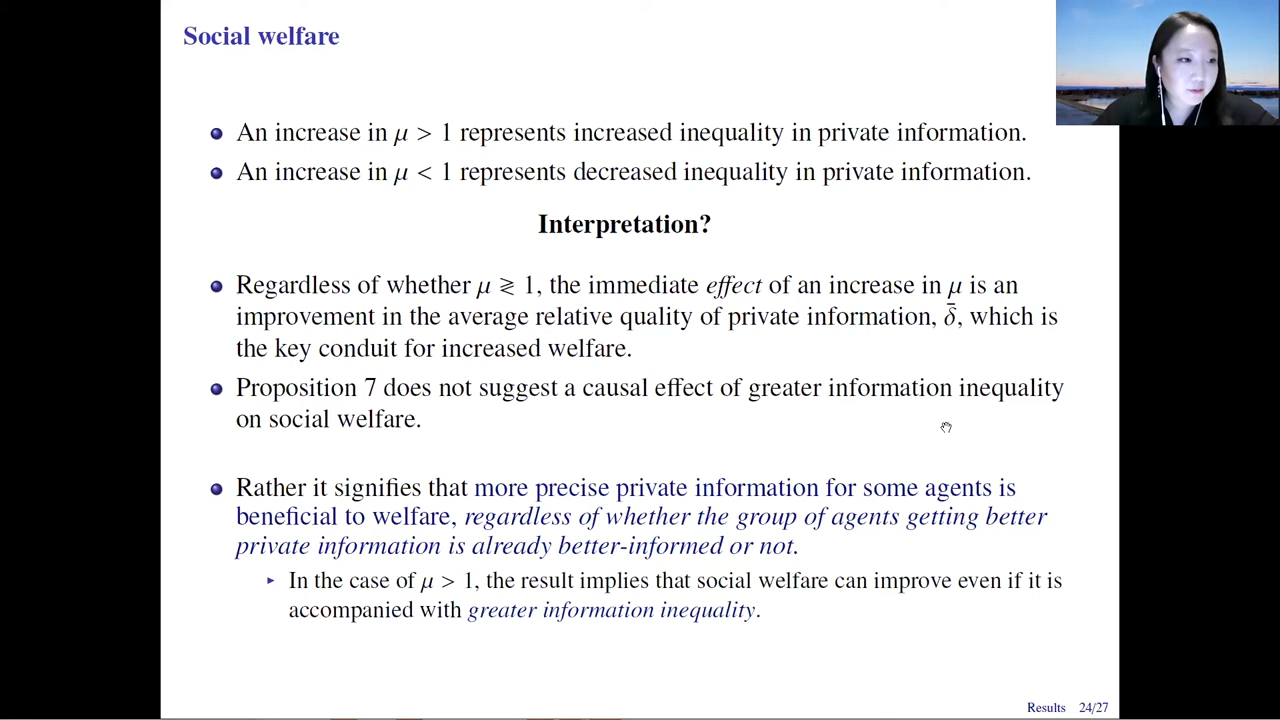 Social welfare
An increase in μ > 1 represents increased inequality in private information.
An increase in μ < 1 represents decreased inequality in private information.
Interpretation?
Regardless of whether μ ≷ 1, the immediate effect of an increase in μ is an
improvement in the average relative quality of private information, δ̄, which is
the key conduit for increased welfare.
Proposition 7 does not suggest a causal effect of greater information inequality
on social welfare.
Rather it signifies that more precise private information for some agents is
beneficial to welfare, regardless of whether the group of agents getting better
private information is already better-informed or not.
In the case of μ > 1, the result implies that social welfare can improve even if it is
accompanied with greater information inequality.
Results 24/27